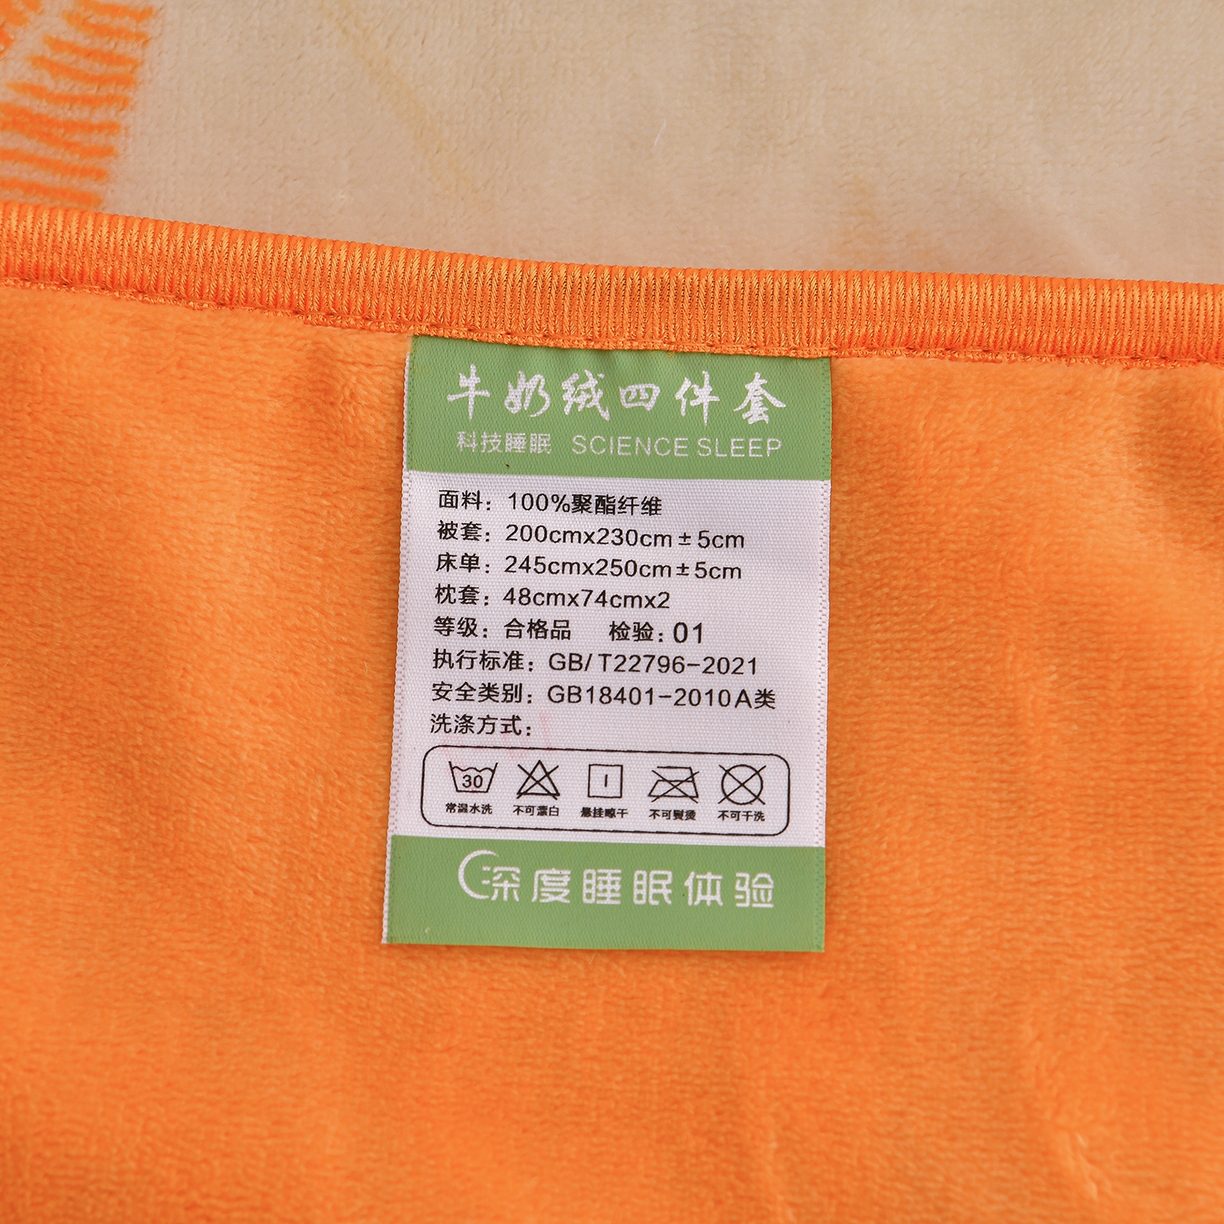 牛奶绒四件套
科技睡眠 SCIENCE SLEEP
面料：100%聚酯纤维
被套：200cmx230cm±5cm
床单：245cmx250cm±5cm
枕套：48cmx74cmx2
等级：合格品 检验：01
执行标准：GB/T22796-2021
安全类别：GB18401-2010A类
洗涤方式：
30
常温水洗 不可漂白 悬挂晾干 不可熨烫 不可干洗
深度睡眠体验